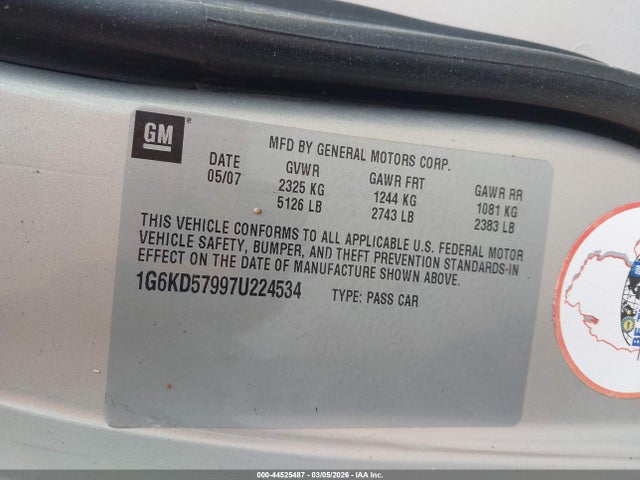 GM ®
MFD BY GENERAL MOTORS CORP.
DATE GVWR GAWR FRT GAWR RR
05/07 2325 KG 1244 KG 1081 KG
5126 LB 2743 LB 2383 LB
THIS VEHICLE CONFORMS TO ALL APPLICABLE U.S. FEDERAL MOTOR
VEHICLE SAFETY, BUMPER, AND THEFT PREVENTION STANDARDS-IN
EFFECT ON THE DATE OF MANUFACTURE SHOWN ABOVE.
1G6KD57997U224534 TYPE: PASS CAR
000-44525487 - 03/05/2026 - IAA Inc.